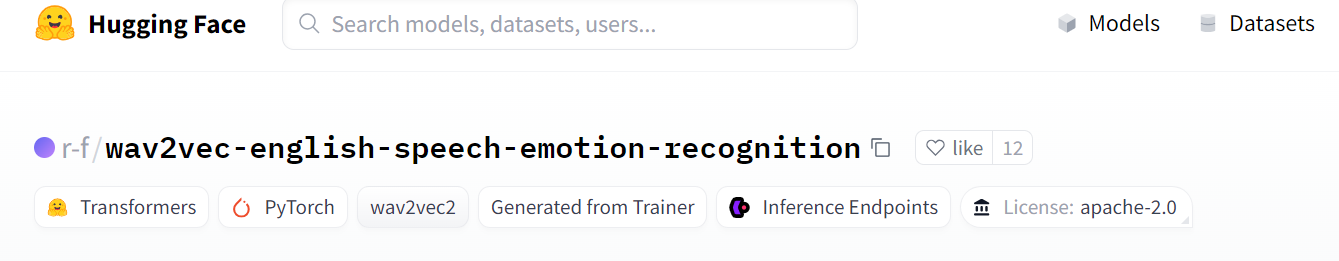 Hugging Face Search models, datasets, users... Models Datasets
r-f/wav2vec-english-speech-emotion-recognition like 12
Transformers PyTorch wav2vec2 Generated from Trainer Inference Endpoints License: apache-2.0